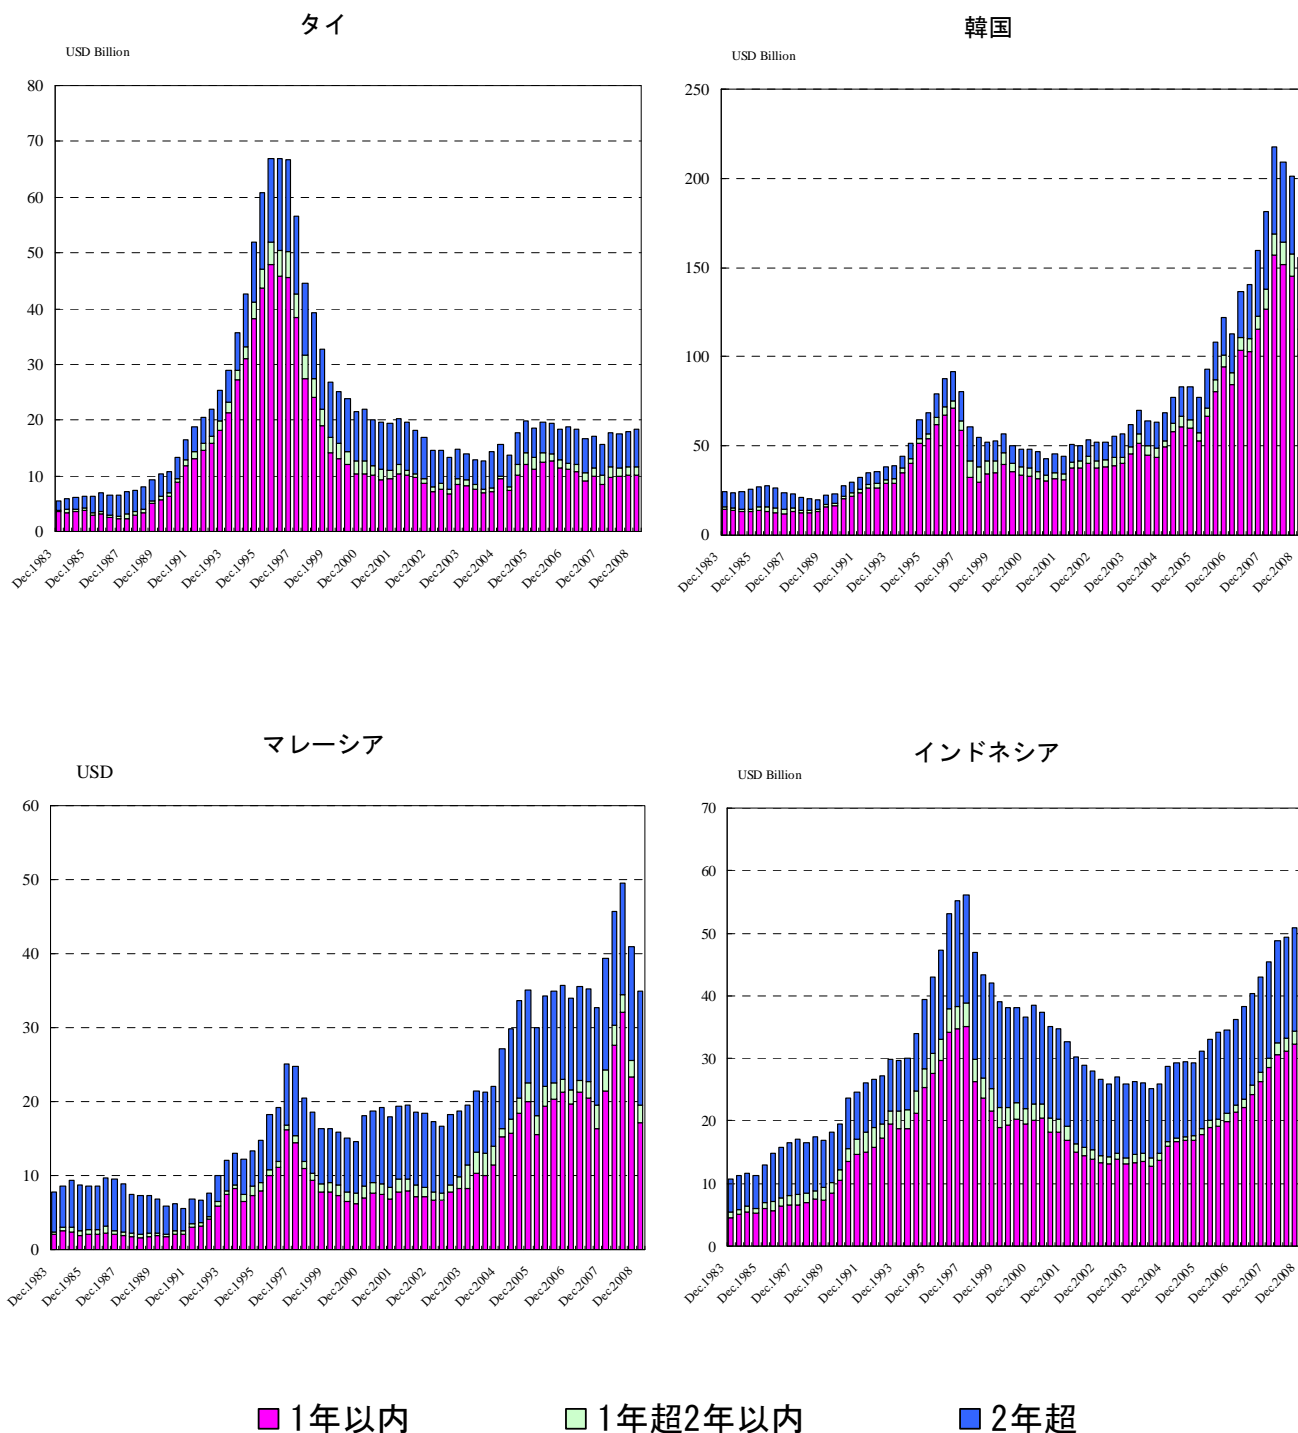 タイ
USD Billion
80
70
60
50
40
30
20
10
0
Dec.1983
Dec.1985
Dec.1987
Dec.1989
Dec.1991
Dec.1993
Dec.1995
Dec.1997
Dec.1999
Dec.2000
Dec.2001
Dec.2002
Dec.2003
Dec.2004
Dec.2005
Dec.2006
Dec.2007
Dec.2008
韓国
USD Billion
250
200
150
100
50
0
Dec.1983
Dec.1985
Dec.1987
Dec.1989
Dec.1991
Dec.1993
Dec.1995
Dec.1997
Dec.1999
Dec.2000
Dec.2001
Dec.2002
Dec.2003
Dec.2004
Dec.2005
Dec.2006
Dec.2007
Dec.2008
マレーシア
USD
60
50
40
30
20
10
0
Dec.1983
Dec.1985
Dec.1987
Dec.1989
Dec.1991
Dec.1993
Dec.1995
Dec.1997
Dec.1999
Dec.2000
Dec.2001
Dec.2002
Dec.2003
Dec.2004
Dec.2005
Dec.2006
Dec.2007
Dec.2008
インドネシア
USD Billion
70
60
50
40
30
20
10
0
Dec.1983
Dec.1985
Dec.1987
Dec.1989
Dec.1991
Dec.1993
Dec.1995
Dec.1997
Dec.1999
Dec.2000
Dec.2001
Dec.2002
Dec.2003
Dec.2004
Dec.2005
Dec.2006
Dec.2007
Dec.2008
1年以内 1年超2年以内 2年超